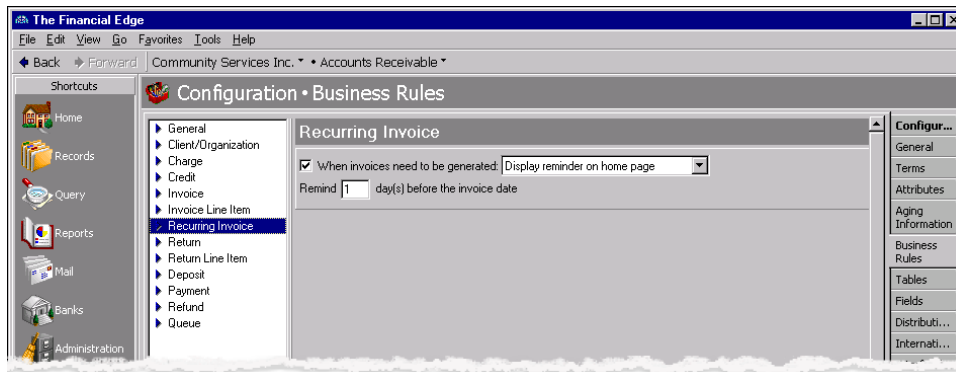 The Financial Edge
File Edit View Go Favorites Tools Help
Back Forward Community Services Inc. • Accounts Receivable
Shortcuts
Home
Records
Query
Reports
Mail
Banks
Administration
Configuration • Business Rules
General
Client/Organization
Charge
Credit
Invoice
Invoice Line Item
Recurring Invoice
Return
Return Line Item
Deposit
Payment
Refund
Queue
Recurring Invoice
When invoices need to be generated: Display reminder on home page
Remind 1 day(s) before the invoice date
Configur...
General
Terms
Attributes
Aging
Information
Business
Rules
Tables
Fields
Distributi...
Internati...